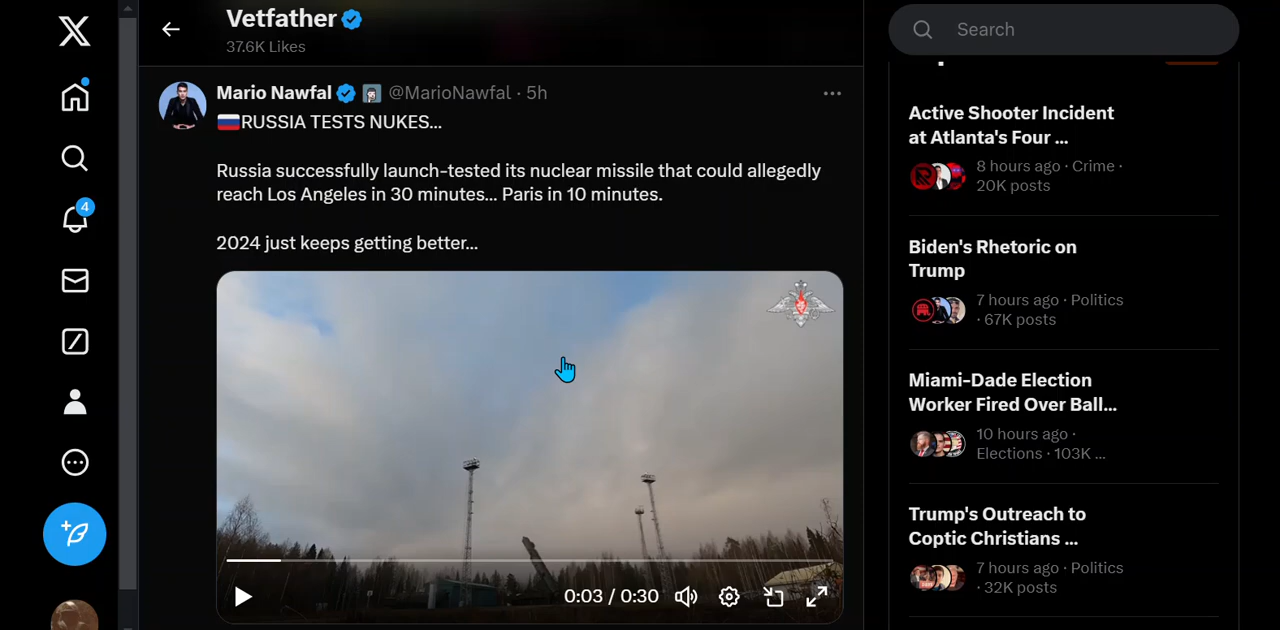 Vetfather
37.6K Likes
Search
Mario Nawfal @MarioNawfal · 5h
RUSSIA TESTS NUKES...
Russia successfully launch-tested its nuclear missile that could allegedly
reach Los Angeles in 30 minutes... Paris in 10 minutes.
2024 just keeps getting better...
0:03 / 0:30
4
Active Shooter Incident
at Atlanta's Four ...
8 hours ago · Crime ·
20K posts
Biden's Rhetoric on
Trump
7 hours ago · Politics
· 67K posts
Miami-Dade Election
Worker Fired Over Ball...
10 hours ago ·
Elections · 103K ...
Trump's Outreach to
Coptic Christians ...
7 hours ago · Politics
· 32K posts